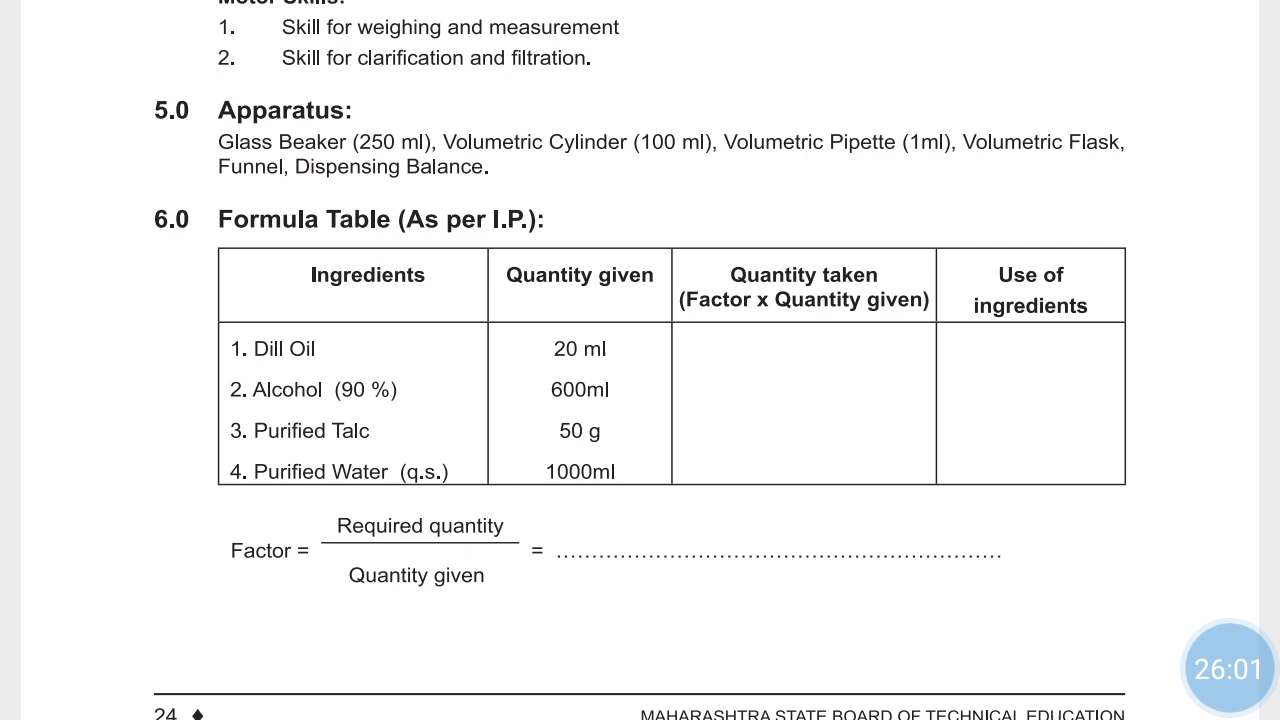 Motor Skills:
1. Skill for weighing and measurement
2. Skill for clarification and filtration.
5.0 Apparatus:
Glass Beaker (250 ml), Volumetric Cylinder (100 ml), Volumetric Pipette (1ml), Volumetric Flask,
Funnel, Dispensing Balance.
6.0 Formula Table (As per I.P.):
Ingredients Quantity given Quantity taken (Factor x Quantity given) Use of ingredients
1. Dill Oil 20 ml
2. Alcohol (90 %) 600ml
3. Purified Talc 50 g
4. Purified Water (q.s.) 1000ml
Required quantity
Factor = = ...............................................................
Quantity given
26:01
24 ♦ MAHARASHTRA STATE BOARD OF TECHNICAL EDUCATION